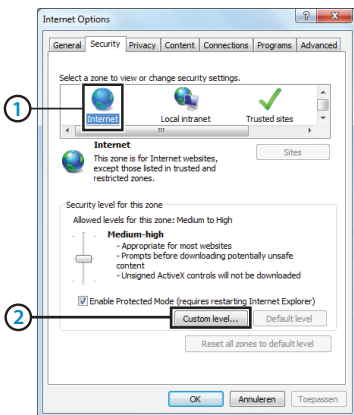 Internet Options
General Security Privacy Content Connections Programs Advanced
Select a zone to view or change security settings.
1
Internet Local intranet Trusted sites
Internet
This zone is for Internet websites,
except those listed in trusted and
restricted zones.
Sites
Security level for this zone
Allowed levels for this zone: Medium to High
Medium-high
- Appropriate for most websites
- Prompts before downloading potentially unsafe
content
- Unsigned ActiveX controls will not be downloaded
Enable Protected Mode (requires restarting Internet Explorer)
2
Custom level... Default level
Reset all zones to default level
OK Annuleren Toepassen